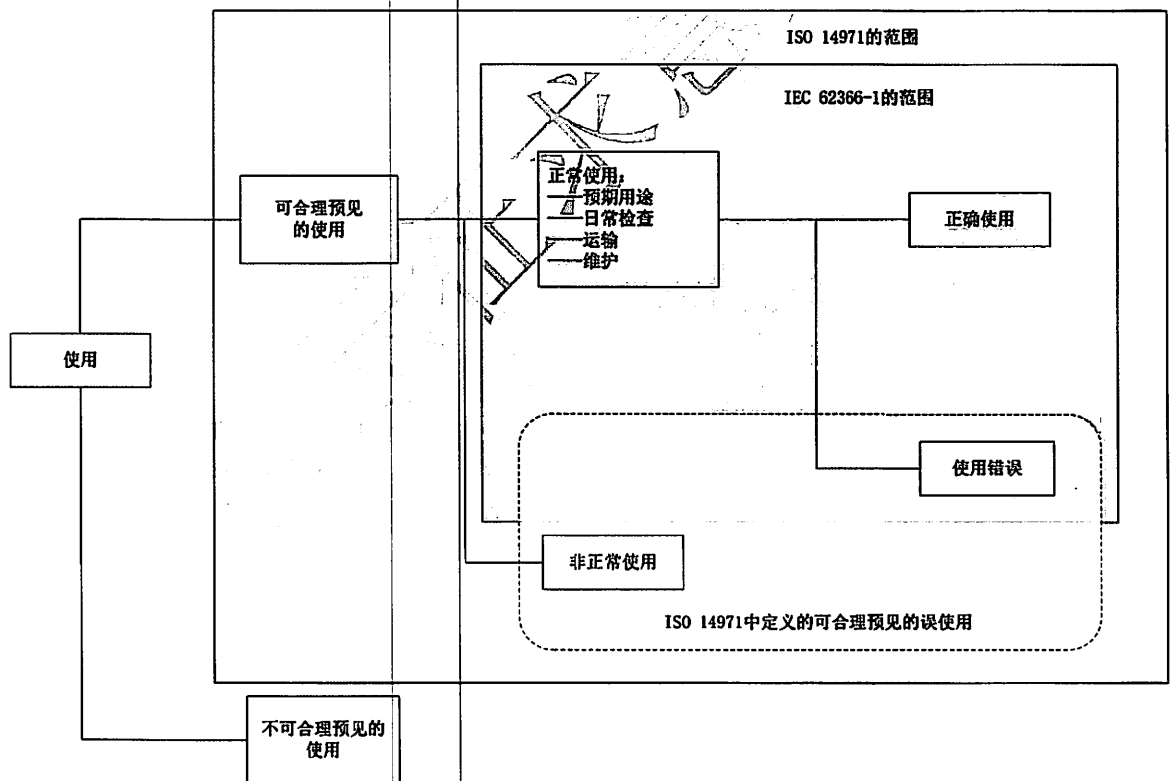 ISO 14971的范围
IEC 62366-1的范围
可合理预见
的使用
正常使用：
——预期用途
——日常检查
——运输
——维护
正确使用
使用
使用错误
非正常使用
ISO 14971中定义的可合理预见的误使用
不可合理预见的
使用